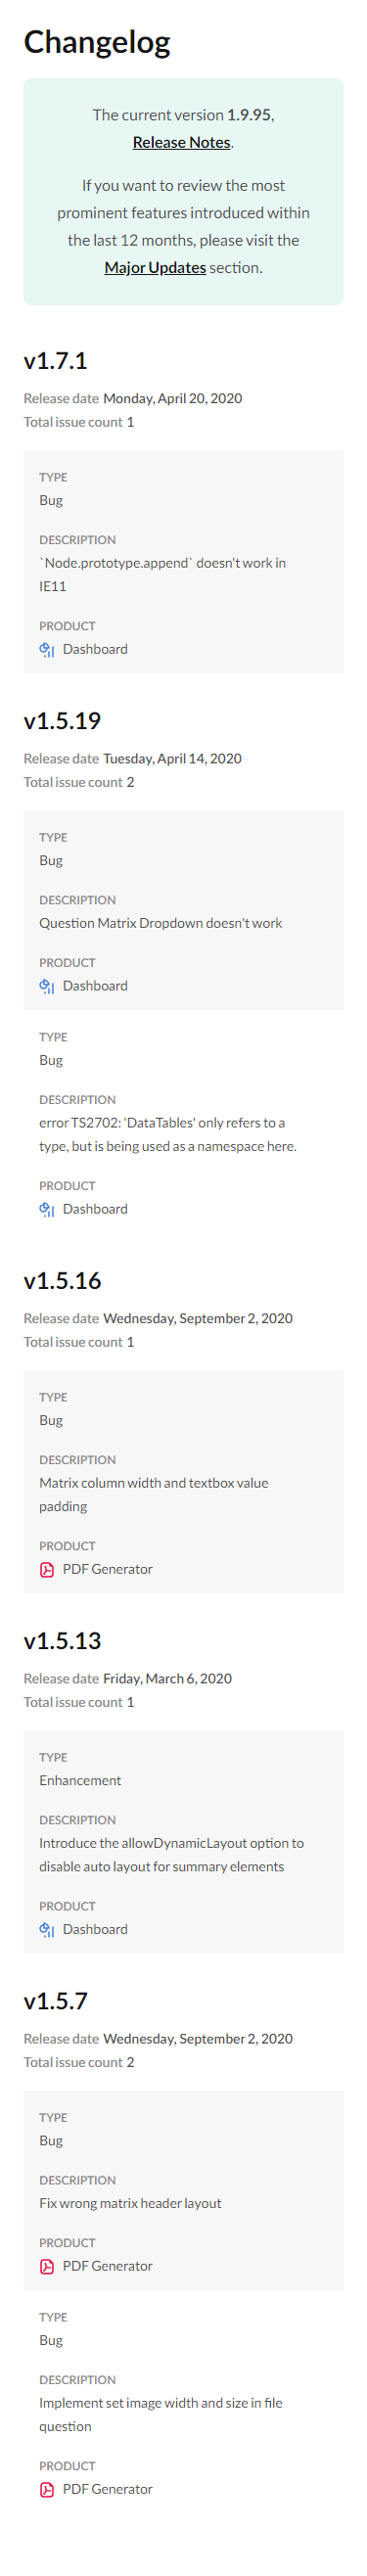 Changelog
The current version 1.9.95,
Release Notes.
If you want to review the most
prominent features introduced within
the last 12 months, please visit the
Major Updates section.
v1.7.1
Release date Monday, April 20, 2020
Total issue count 1
TYPE
Bug
DESCRIPTION
`Node.prototype.append` doesn't work in
IE11
PRODUCT
Dashboard
v1.5.19
Release date Tuesday, April 14, 2020
Total issue count 2
TYPE
Bug
DESCRIPTION
Question Matrix Dropdown doesn't work
PRODUCT
Dashboard
TYPE
Bug
DESCRIPTION
error TS2702: 'DataTables' only refers to a
type, but is being used as a namespace here.
PRODUCT
Dashboard
v1.5.16
Release date Wednesday, September 2, 2020
Total issue count 1
TYPE
Bug
DESCRIPTION
Matrix column width and textbox value
padding
PRODUCT
PDF Generator
v1.5.13
Release date Friday, March 6, 2020
Total issue count 1
TYPE
Enhancement
DESCRIPTION
Introduce the allowDynamicLayout option to
disable auto layout for summary elements
PRODUCT
Dashboard
v1.5.7
Release date Wednesday, September 2, 2020
Total issue count 2
TYPE
Bug
DESCRIPTION
Fix wrong matrix header layout
PRODUCT
PDF Generator
TYPE
Bug
DESCRIPTION
Implement set image width and size in file
question
PRODUCT
PDF Generator